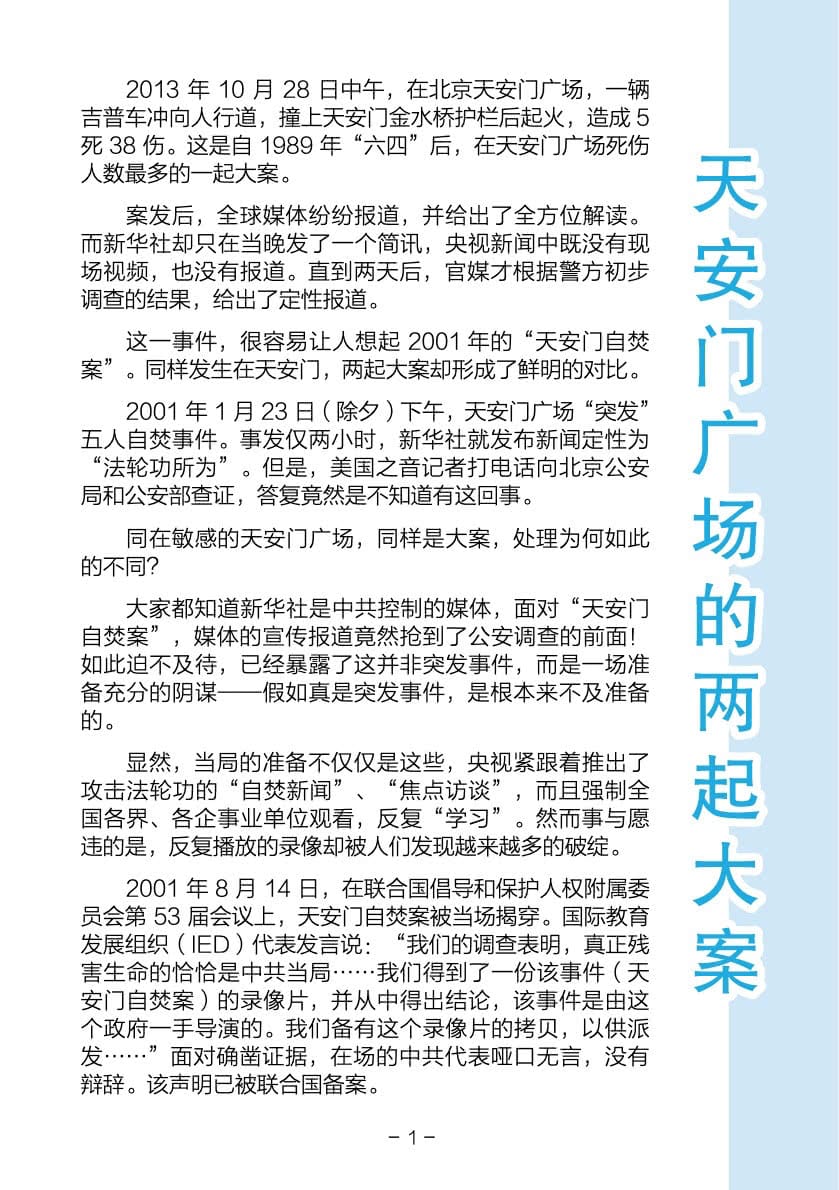 天安门广场的两起大案
2013 年 10 月 28 日中午，在北京天安门广场，一辆
吉普车冲向人行道，撞上天安门金水桥护栏后起火，造成 5
死 38 伤。这是自 1989 年“六四”后，在天安门广场死伤
人数最多的一起大案。
案发后，全球媒体纷纷报道，并给出了全方位解读。
而新华社却只在当晚发了一个简讯，央视新闻中既没有现
场视频，也没有报道。直到两天后，官媒才根据警方初步
调查的结果，给出了定性报道。
这一事件，很容易让人想起 2001 年的“天安门自焚
案”。同样发生在天安门，两起大案却形成了鲜明的对比。
2001 年 1 月 23 日（除夕）下午，天安门广场“突发”
五人自焚事件。事发仅两小时，新华社就发布新闻定性为
“法轮功所为”。但是，美国之音记者打电话向北京公安
局和公安部查证，答复竟然是不知道有这回事。
同在敏感的天安门广场，同样是大案，处理为何如此
的不同？
大家都知道新华社是中共控制的媒体，面对“天安门
自焚案”，媒体的宣传报道竟然抢到了公安调查的前面！
如此迫不及待，已经暴露了这并非突发事件，而是一场准
备充分的阴谋——假如真是突发事件，是根本来不及准备
的。
显然，当局的准备不仅仅是这些，央视紧跟着推出了
攻击法轮功的“自焚新闻”、“焦点访谈”，而且强制全
国各界、各企事业单位观看，反复“学习”。然而事与愿
违的是，反复播放的录像却被人们发现越来越多的破绽。
2001 年 8 月 14 日，在联合国倡导和保护人权附属委
员会第 53 届会议上，天安门自焚案被当场揭穿。国际教育
发展组织（IED）代表发言说：“我们的调查表明，真正残
害生命的恰恰是中共当局……我们得到了一份该事件（天
安门自焚案）的录像片，并从中得出结论，该事件是由这
个政府一手导演的。我们备有这个录像片的拷贝，以供派
发……”面对确凿证据，在场的中共代表哑口无言，没有
辩辞。该声明已被联合国备案。
- 1 -